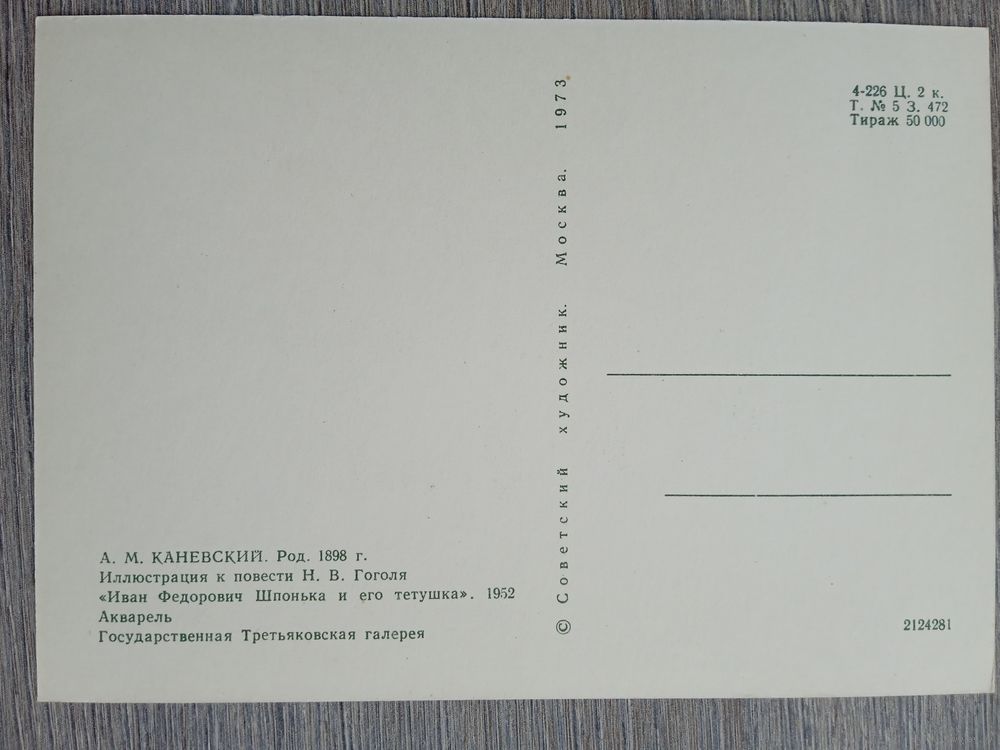 А. М. КАНЕВСКИЙ. Род. 1898 г.
Иллюстрация к повести Н. В. Гоголя
«Иван Федорович Шпонька и его тетушка». 1952
Акварель
Государственная Третьяковская галерея
© Советский художник. Москва. 1973
4-226 Ц. 2 к.
Т. № 5 З. 472
Тираж 50 000
2124281